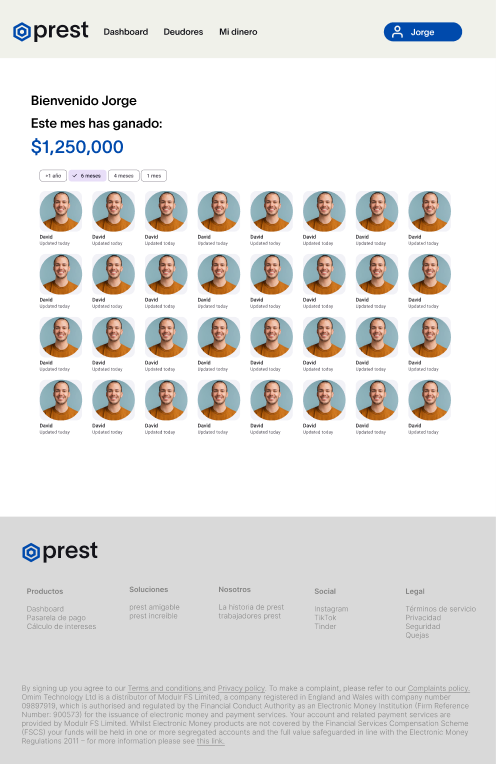 prest Dashboard Deudores Mi dinero Jorge
Bienvenido Jorge
Este mes has ganado:
$1,250,000
+1 año 6 meses 4 meses 1 mes
David David David David David David David David
Updated today Updated today Updated today Updated today Updated today Updated today Updated today Updated today
David David David David David David David David
Updated today Updated today Updated today Updated today Updated today Updated today Updated today Updated today
David David David David David David David David
Updated today Updated today Updated today Updated today Updated today Updated today Updated today Updated today
David David David David David David David David
Updated today Updated today Updated today Updated today Updated today Updated today Updated today Updated today
prest
Productos
Dashboard
Pasarela de pago
Cálculo de intereses
Soluciones
prest amigable
prest increíble
Nosotros
La historia de prest
trabajadores prest
Social
Instagram
TikTok
Tinder
Legal
Términos de servicio
Privacidad
Seguridad
Quejas
By signing up you agree to our Terms and conditions and Privacy policy. To make a complaint, please refer to our Complaints policy.
Omim Technology Ltd is a distributor of Modulr FS Limited, a company registered in England and Wales with company number
09897919, which is authorised and regulated by the Financial Conduct Authority as an Electronic Money Institution (Firm Reference
Number: 900573) for the issuance of electronic money and payment services. Your account and related payment services are
provided by Modulr FS Limited. Whilst Electronic Money products are not covered by the Financial Services Compensation Scheme
(FSCS) your funds will be held in one or more segregated accounts and the full value safeguarded in line with the Electronic Money
Regulations 2011 – for more information please see this link.